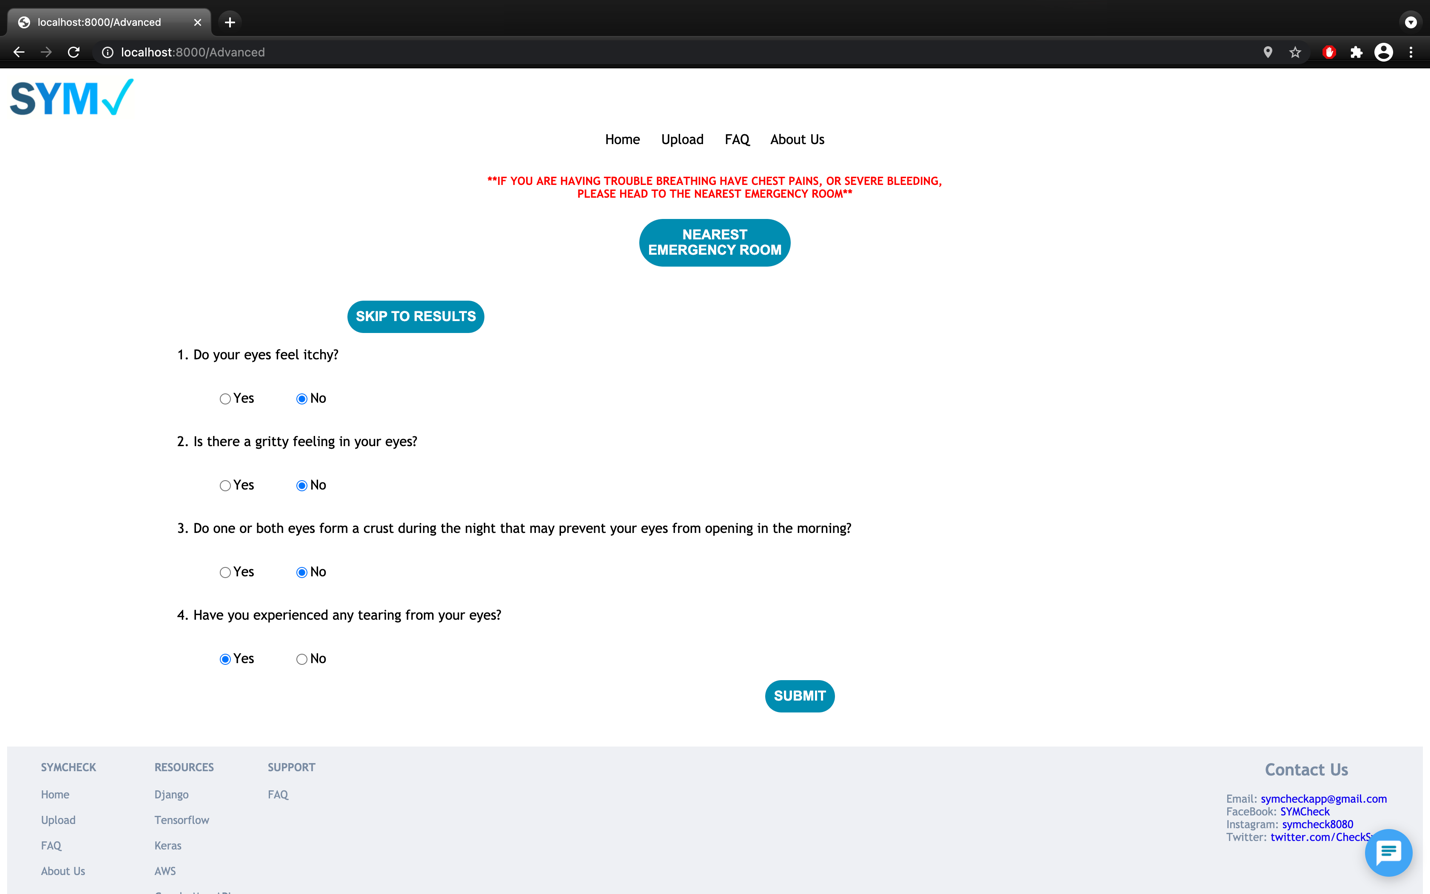 localhost:8000/Advanced
localhost:8000/Advanced
SYM
Home Upload FAQ About Us
**IF YOU ARE HAVING TROUBLE BREATHING HAVE CHEST PAINS, OR SEVERE BLEEDING,
PLEASE HEAD TO THE NEAREST EMERGENCY ROOM**
NEAREST
EMERGENCY ROOM
SKIP TO RESULTS
1. Do your eyes feel itchy?
Yes No
2. Is there a gritty feeling in your eyes?
Yes No
3. Do one or both eyes form a crust during the night that may prevent your eyes from opening in the morning?
Yes No
4. Have you experienced any tearing from your eyes?
Yes No
SUBMIT
SYMCHECK
Home
Upload
FAQ
About Us
RESOURCES
Django
Tensorflow
Keras
AWS
SUPPORT
FAQ
Contact Us
Email: symcheckapp@gmail.com
FaceBook: SYMCheck
Instagram: symcheck8080
Twitter: twitter.com/CheckS